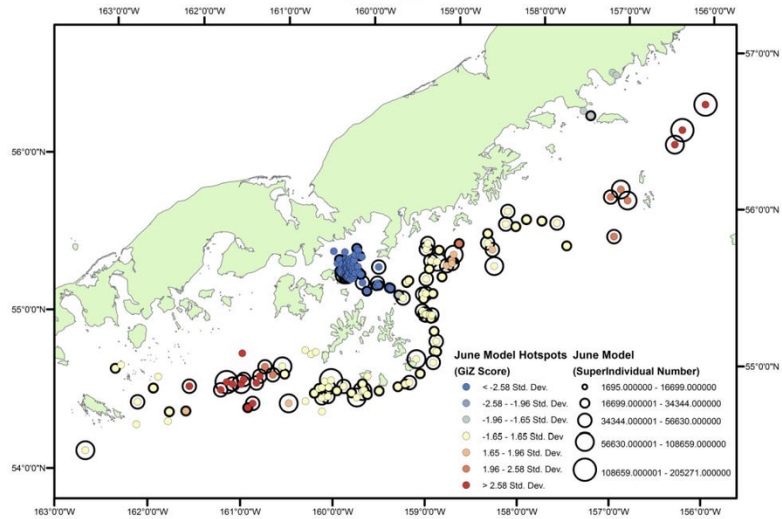 163°0'0"W 162°0'0"W 161°0'0"W 160°0'0"W 159°0'0"W 158°0'0"W 157°0'0"W 156°0'0"W
57°0'0"N
56°0'0"N
56°0'0"N
55°0'0"N
55°0'0"N
54°0'0"N
June Model Hotspots
(GiZ Score)
< -2.58 Std. Dev.
-2.58 - -1.96 Std. Dev.
-1.96 - -1.65 Std. Dev.
-1.65 - 1.65 Std. Dev
1.65 - 1.96 Std. Dev.
1.96 - 2.58 Std. Dev.
> 2.58 Std. Dev.
June Model
(SuperIndividual Number)
1695.000000 - 16699.000000
16699.000001 - 34344.000000
34344.000001 - 56630.000000
56630.000001 - 108659.000000
108659.000001 - 205271.000000
163°0'0"W 162°0'0"W 161°0'0"W 160°0'0"W 159°0'0"W 158°0'0"W 157°0'0"W 156°0'0"W